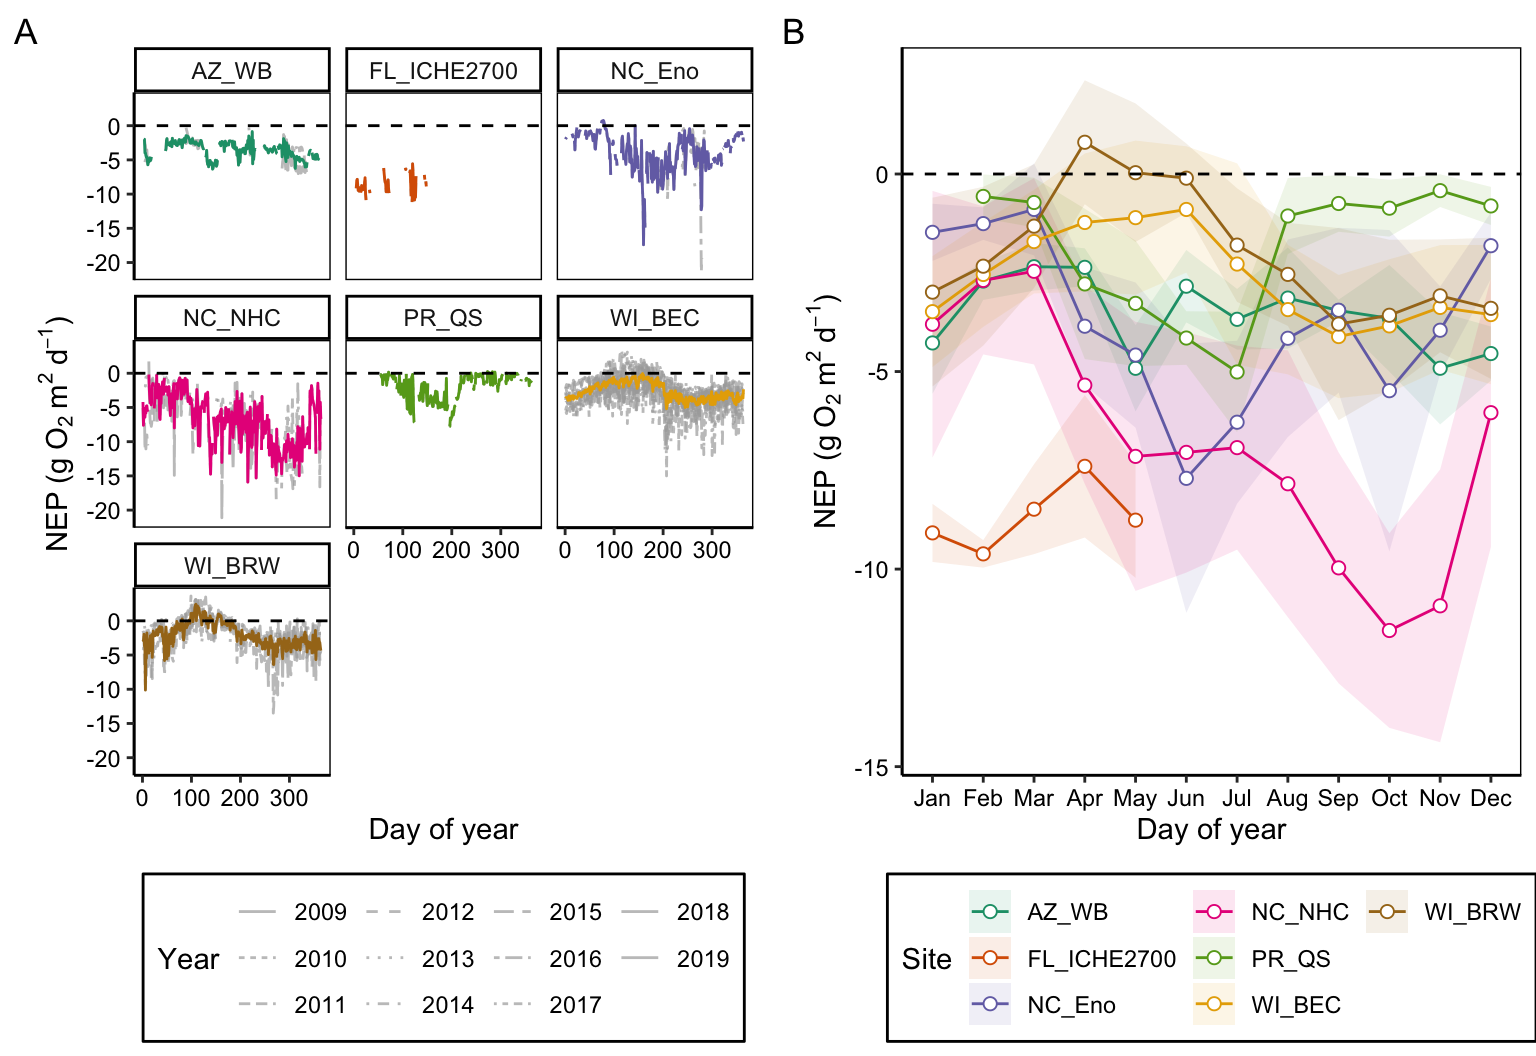 A
B
AZ_WB
FL_ICHE2700
NC_Eno
0
-5
-10
-15
-20
NC_NHC
PR_QS
WI_BEC
0
-5
-10
-15
-20
0 100 200 300
0 100 200 300
WI_BRW
0
-5
-10
-15
-20
0 100 200 300
NEP (g O₂ m² d⁻¹)
Day of year
Year
2009 2012 2015 2018
2010 2013 2016 2019
2011 2014 2017
NEP (g O₂ m² d⁻¹)
0
-5
-10
-15
Jan Feb Mar Apr May Jun Jul Aug Sep Oct Nov Dec
Day of year
Site
AZ_WB NC_NHC WI_BRW
FL_ICHE2700 PR_QS
NC_Eno WI_BEC